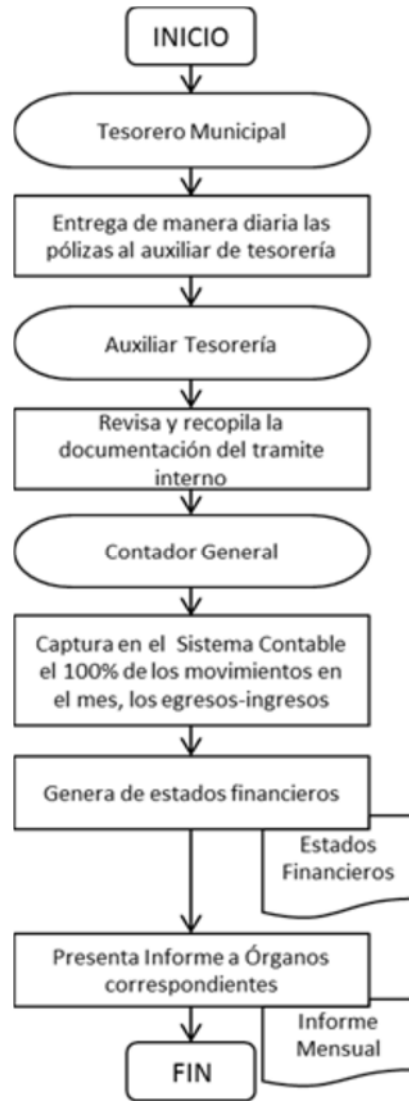 INICIO
Tesorero Municipal
Entrega de manera diaria las
pólizas al auxiliar de tesorería
Auxiliar Tesorería
Revisa y recopila la
documentación del tramite
interno
Contador General
Captura en el Sistema Contable
el 100% de los movimientos en
el mes, los egresos-ingresos
Genera de estados financieros
Estados
Financieros
Presenta Informe a Órganos
correspondientes
Informe
Mensual
FIN